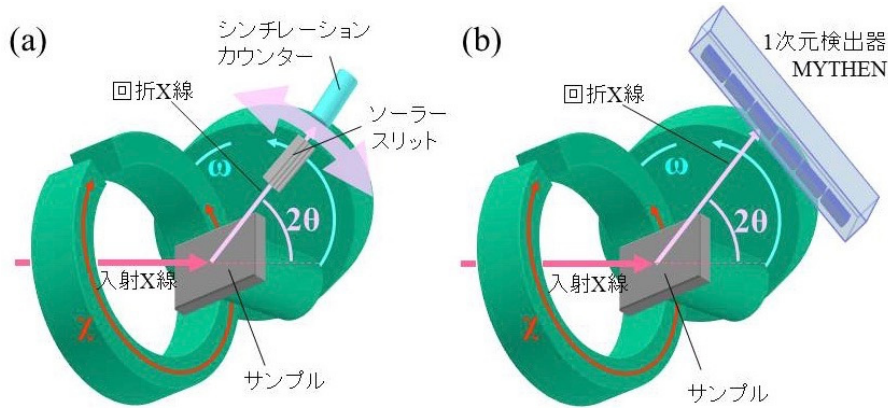 (a)
シンチレーション
カウンター
回折X線
ソーラー
スリット
ω
2θ
入射X線
χ
サンプル
(b)
1次元検出器
MYTHEN
回折X線
ω
2θ
入射X線
χ
サンプル